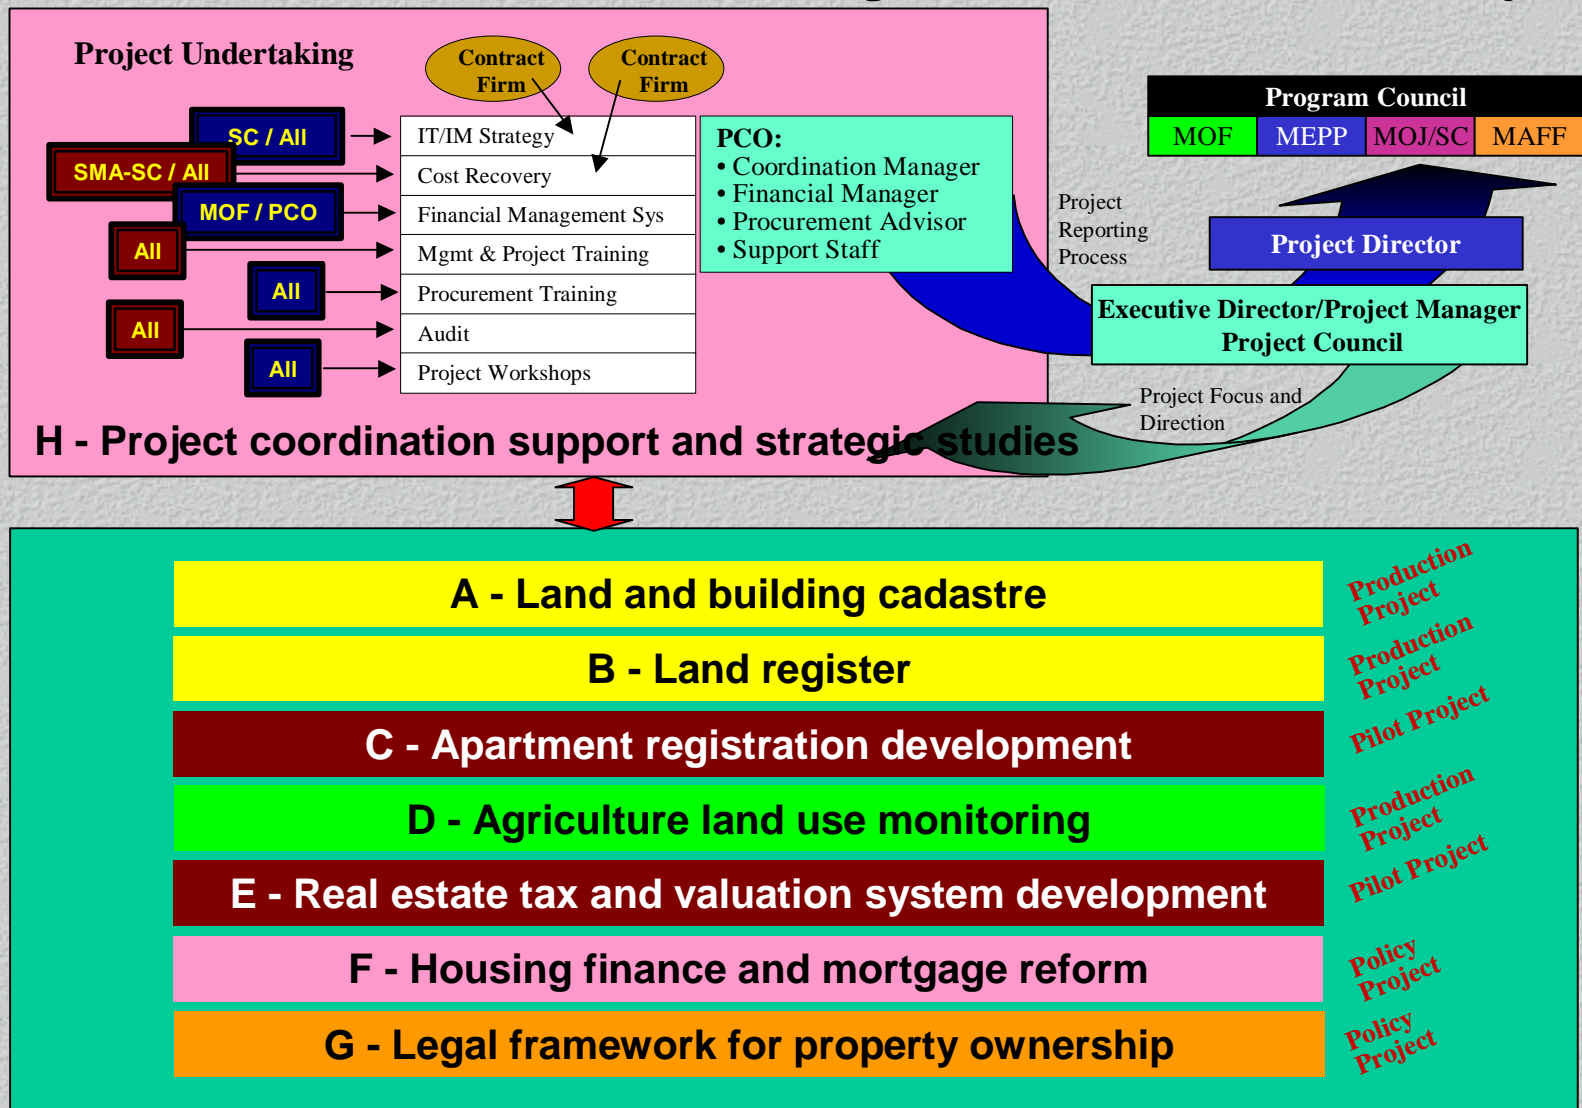 Project Undertaking
Contract
Firm
Contract
Firm
SC / All
IT/IM Strategy
SMA-SC / All
Cost Recovery
MOF / PCO
Financial Management Sys
All
Mgmt & Project Training
All
Procurement Training
All
Audit
All
Project Workshops
PCO:
• Coordination Manager
• Financial Manager
• Procurement Advisor
• Support Staff
H - Project coordination support and strategic studies
Program Council
MOF MEPP MOJ/SC MAFF
Project
Reporting
Process
Project Director
Executive Director/Project Manager
Project Council
Project Focus and
Direction
A - Land and building cadastre
Production
Project
B - Land register
Production
Project
C - Apartment registration development
Pilot Project
D - Agriculture land use monitoring
Production
Project
E - Real estate tax and valuation system development
Pilot Project
F - Housing finance and mortgage reform
Policy
Project
G - Legal framework for property ownership
Policy
Project